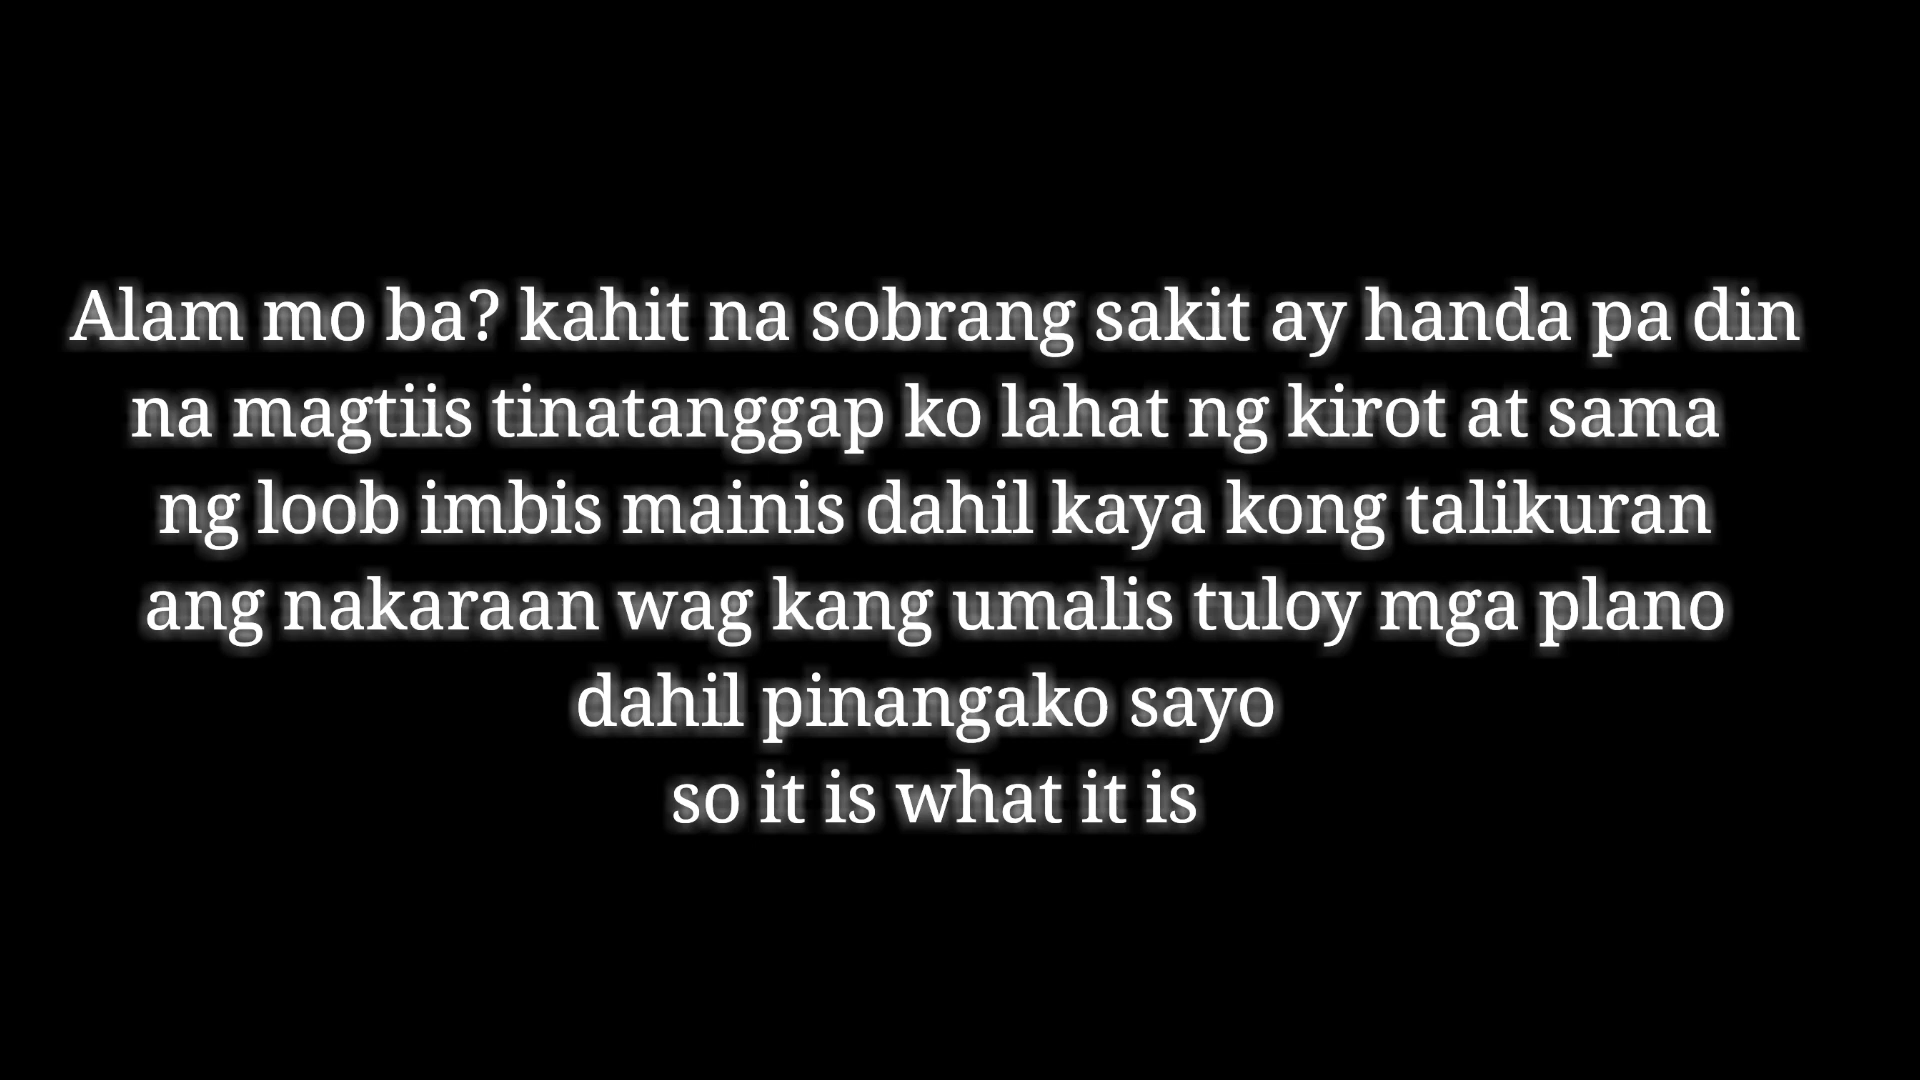 Alam mo ba? kahit na sobrang sakit ay handa pa din
na magtiis tinatanggap ko lahat ng kirot at sama
ng loob imbis mainis dahil kaya kong talikuran
ang nakaraan wag kang umalis tuloy mga plano
dahil pinangako sayo
so it is what it is